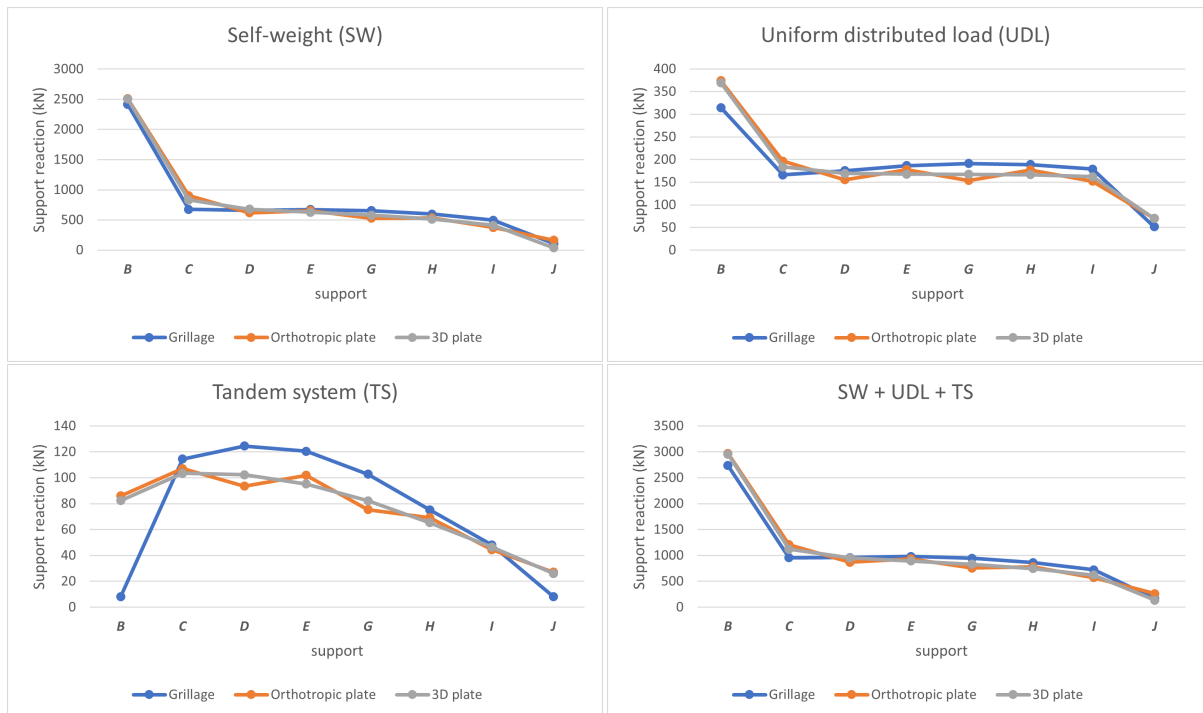 Self-weight (SW)
Support reaction (kN)
3000
2500
2000
1500
1000
500
0
B C D E G H I J
support
Grillage Orthotropic plate 3D plate
Uniform distributed load (UDL)
Support reaction (kN)
400
350
300
250
200
150
100
50
0
B C D E G H I J
support
Grillage Orthotropic plate 3D plate
Tandem system (TS)
Support reaction (kN)
140
120
100
80
60
40
20
0
B C D E G H I J
support
Grillage Orthotropic plate 3D plate
SW + UDL + TS
Support reaction (kN)
3500
3000
2500
2000
1500
1000
500
0
B C D E G H I J
support
Grillage Orthotropic plate 3D plate